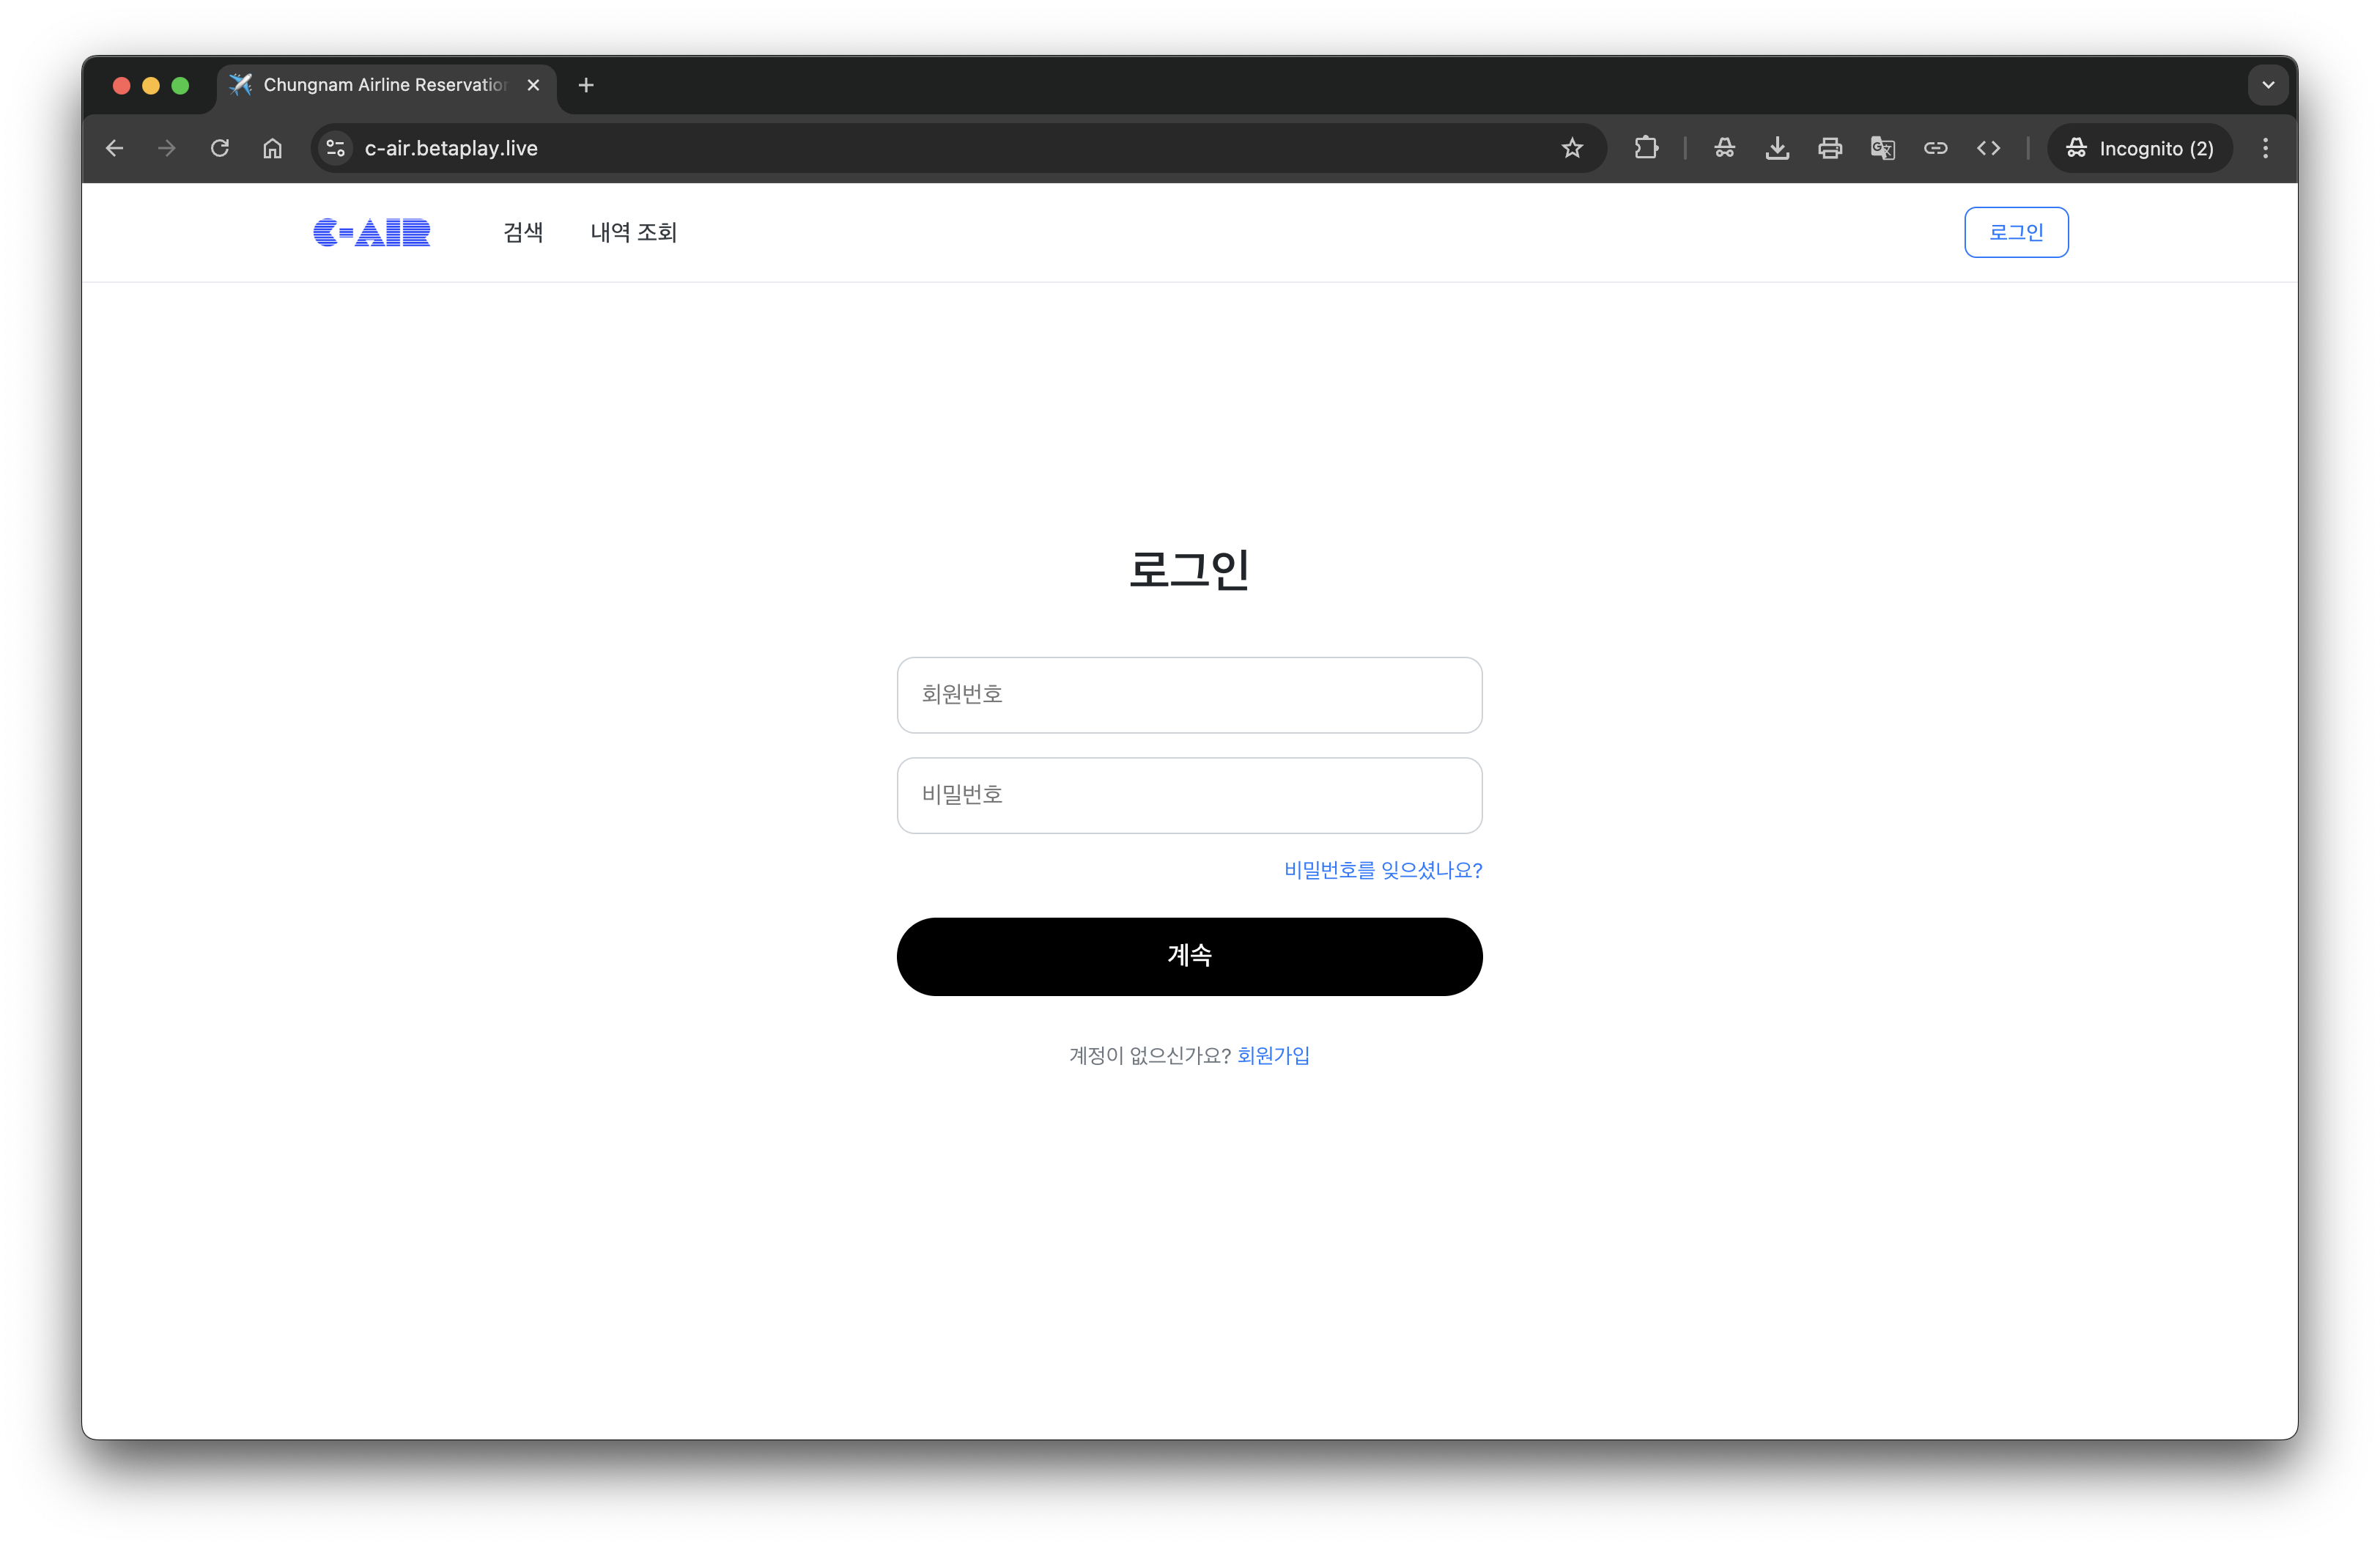 Chungnam Airline Reservation
c-air.betaplay.live
Incognito (2)
C-AIR
검색
내역 조회
로그인
로그인
회원번호
비밀번호
비밀번호를 잊으셨나요?
계속
계정이 없으신가요? 회원가입